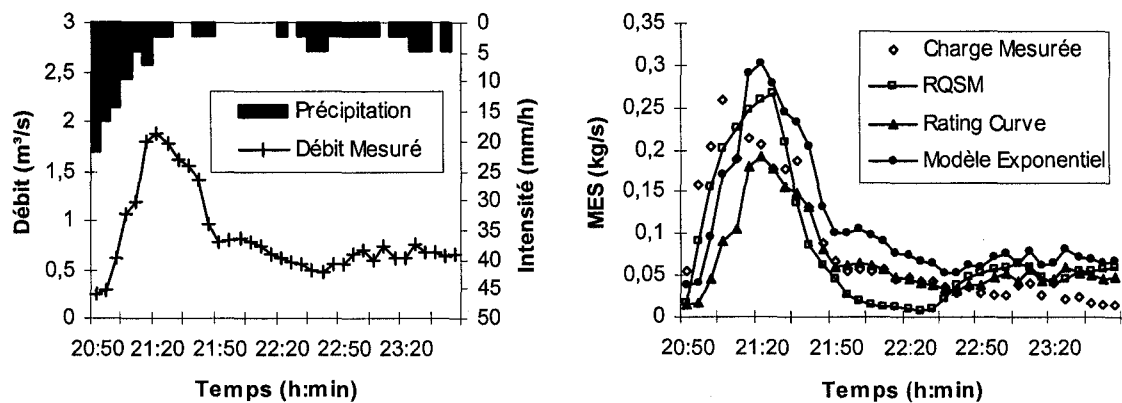 3
2,5
2
1,5
1
0,5
0
Débit (m³/s)
0
5
10
15
20
25
30
35
40
45
50
Intensité (mm/h)
Précipitation
Débit Mesuré
20:50 21:20 21:50 22:20 22:50 23:20
Temps (h:min)
0,35
0,3
0,25
0,2
0,15
0,1
0,05
0
MES (kg/s)
Charge Mesurée
RQSM
Rating Curve
Modèle Exponentiel
20:50 21:20 21:50 22:20 22:50 23:20
Temps (h:min)